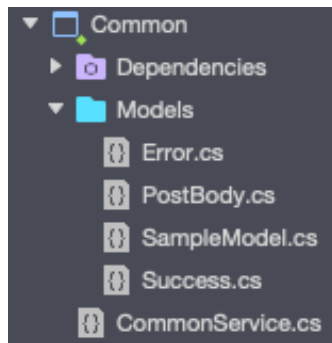 Common
Dependencies
Models
Error.cs
PostBody.cs
SampleModel.cs
Success.cs
CommonService.cs